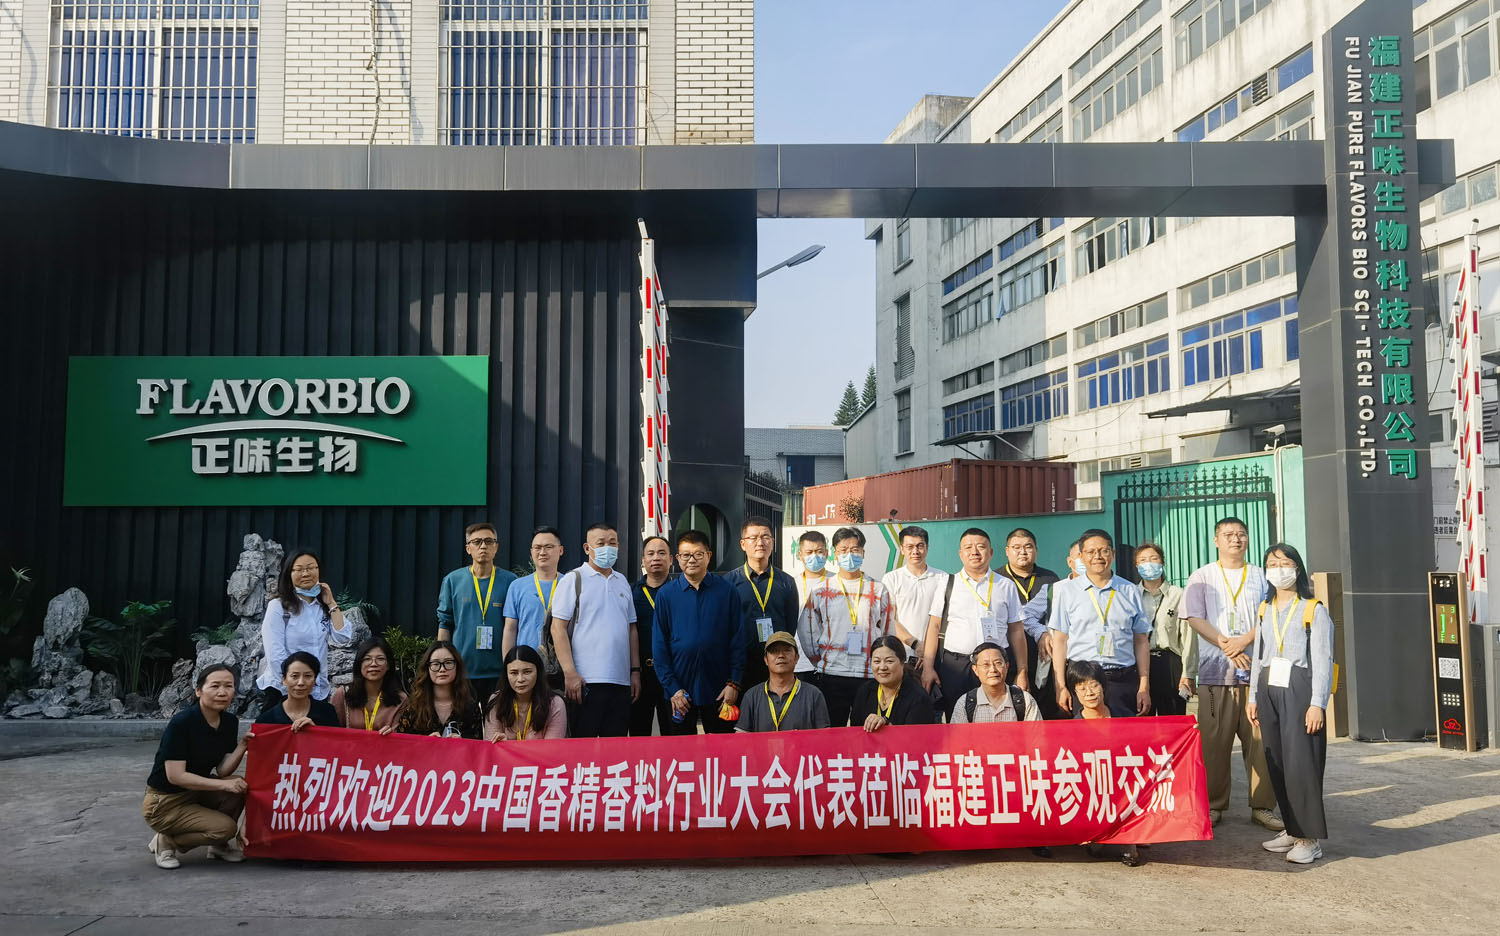 FLAVORBIO
正味生物
福建正味生物科技有限公司
FU JIAN PURE FLAVORS BIO SCI-TECH CO.,LTD.
热烈欢迎2023中国香精香料行业大会代表莅临福建正味参观交流